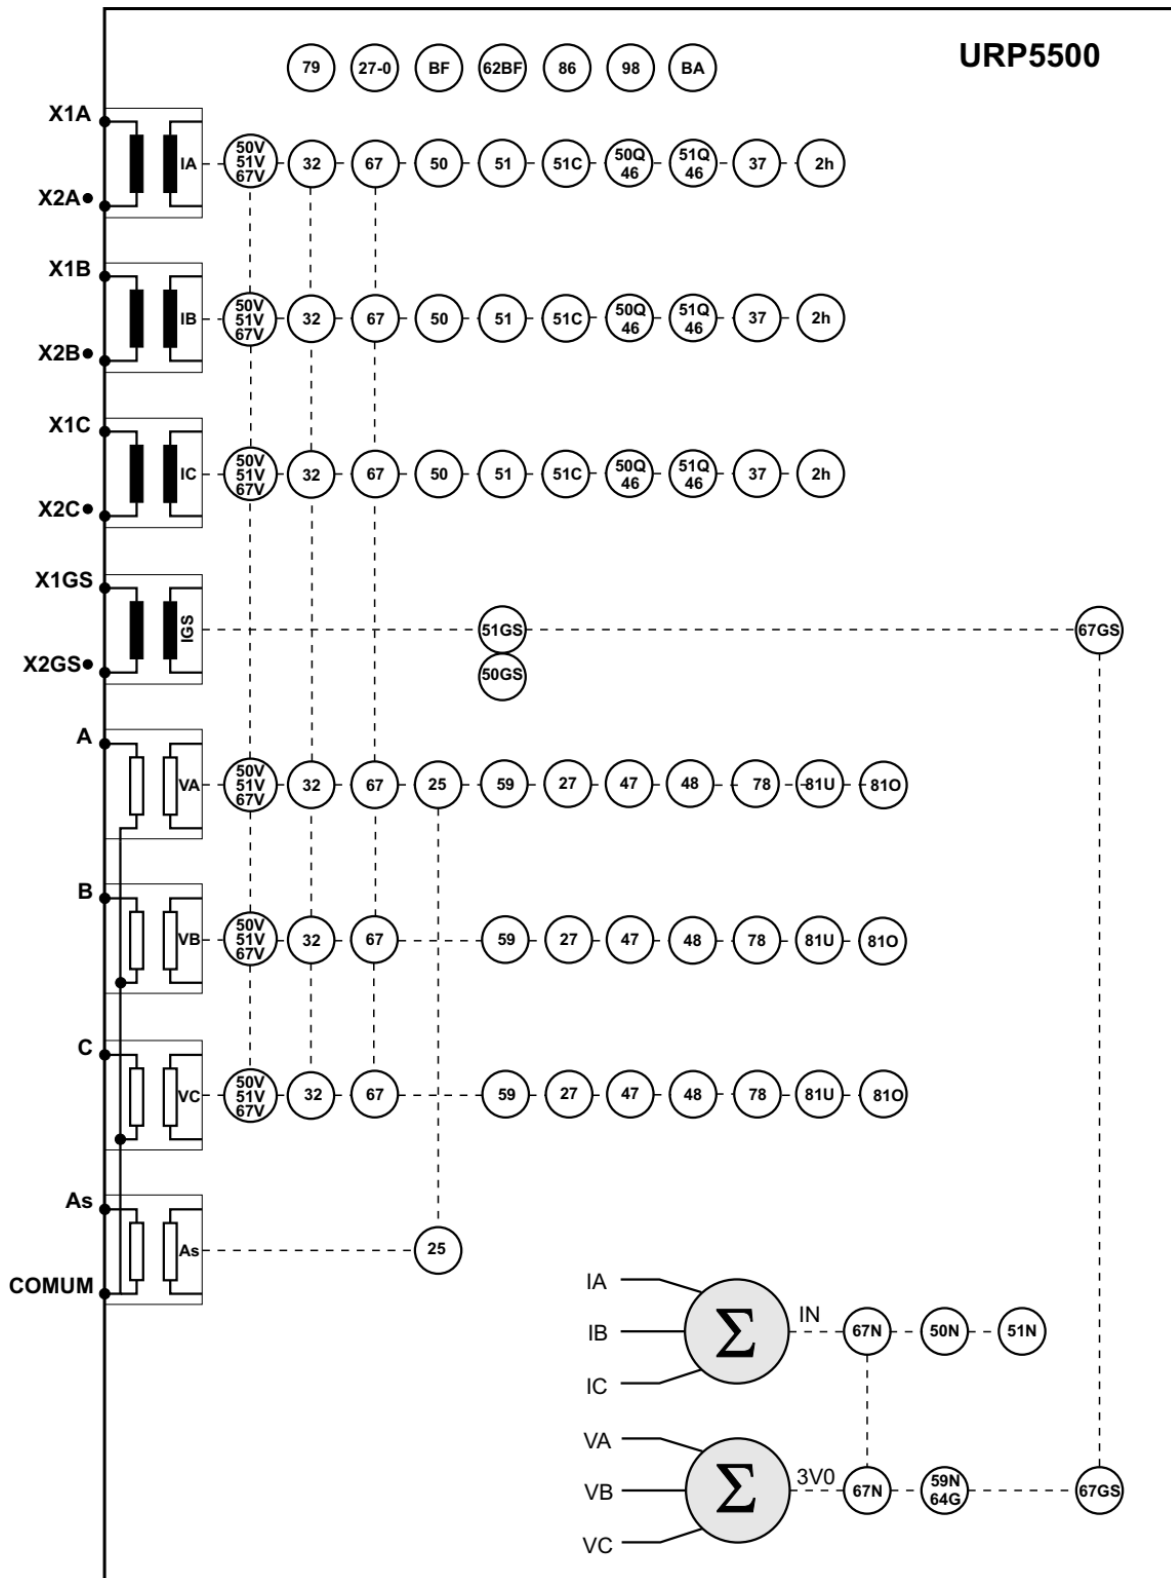 URP5500
79 27-0 BF 62BF 86 98 BA
X1A
IA 50V 51V 67V 32 67 50 51 51C 50Q 46 51Q 46 37 2h
X2A
X1B
IB 50V 51V 67V 32 67 50 51 51C 50Q 46 51Q 46 37 2h
X2B
X1C
IC 50V 51V 67V 32 67 50 51 51C 50Q 46 51Q 46 37 2h
X2C
X1GS
IGS 51GS 67GS
X2GS 50GS
A
VA 50V 51V 67V 32 67 25 59 27 47 48 78 81U 81O
B
VB 50V 51V 67V 32 67 59 27 47 48 78 81U 81O
C
VC 50V 51V 67V 32 67 59 27 47 48 78 81U 81O
As
As 25
COMUM
IA
IB Σ IN 67N 50N 51N
IC
VA
VB Σ 3V0 67N 59N 64G 67GS
VC